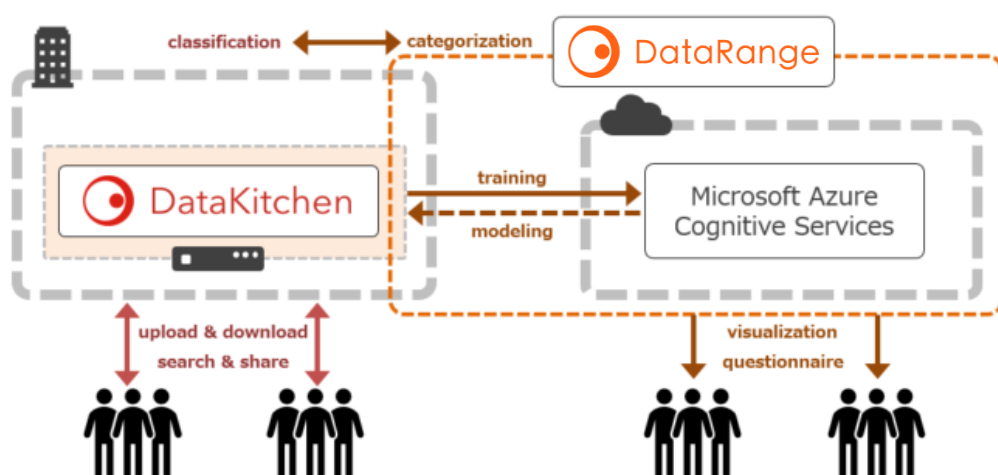 classification
categorization
DataRange
DataKitchen
training
modeling
Microsoft Azure
Cognitive Services
upload & download
search & share
visualization
questionnaire